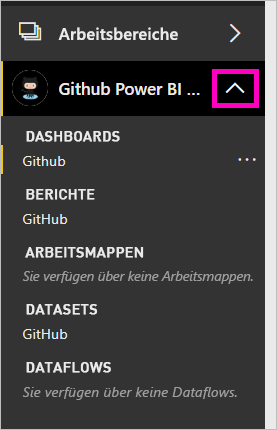 Arbeitsbereiche
Github Power BI ...
DASHBOARDS
Github
BERICHTE
GitHub
ARBEITSMAPPEN
Sie verfügen über keine Arbeitsmappen.
DATASETS
GitHub
DATAFLOWS
Sie verfügen über keine Dataflows.